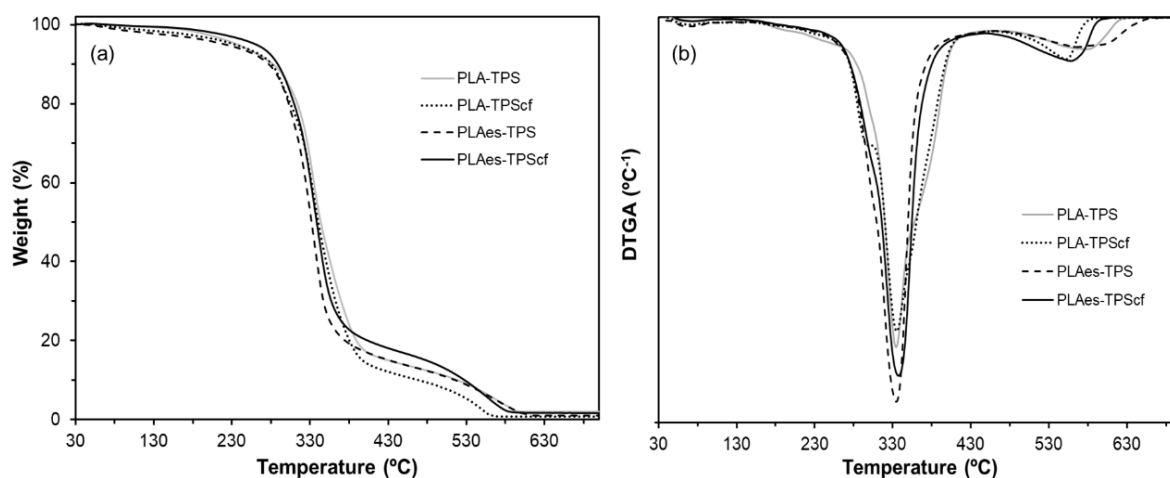 (a)
Weight (%)
100
80
60
40
20
0
PLA-TPS
PLA-TPScf
PLAes-TPS
PLAes-TPScf
30 130 230 330 430 530 630
Temperature (ºC)
(b)
DTGA (ºC⁻¹)
PLA-TPS
PLA-TPScf
PLAes-TPS
PLAes-TPScf
30 130 230 330 430 530 630
Temperature (ºC)